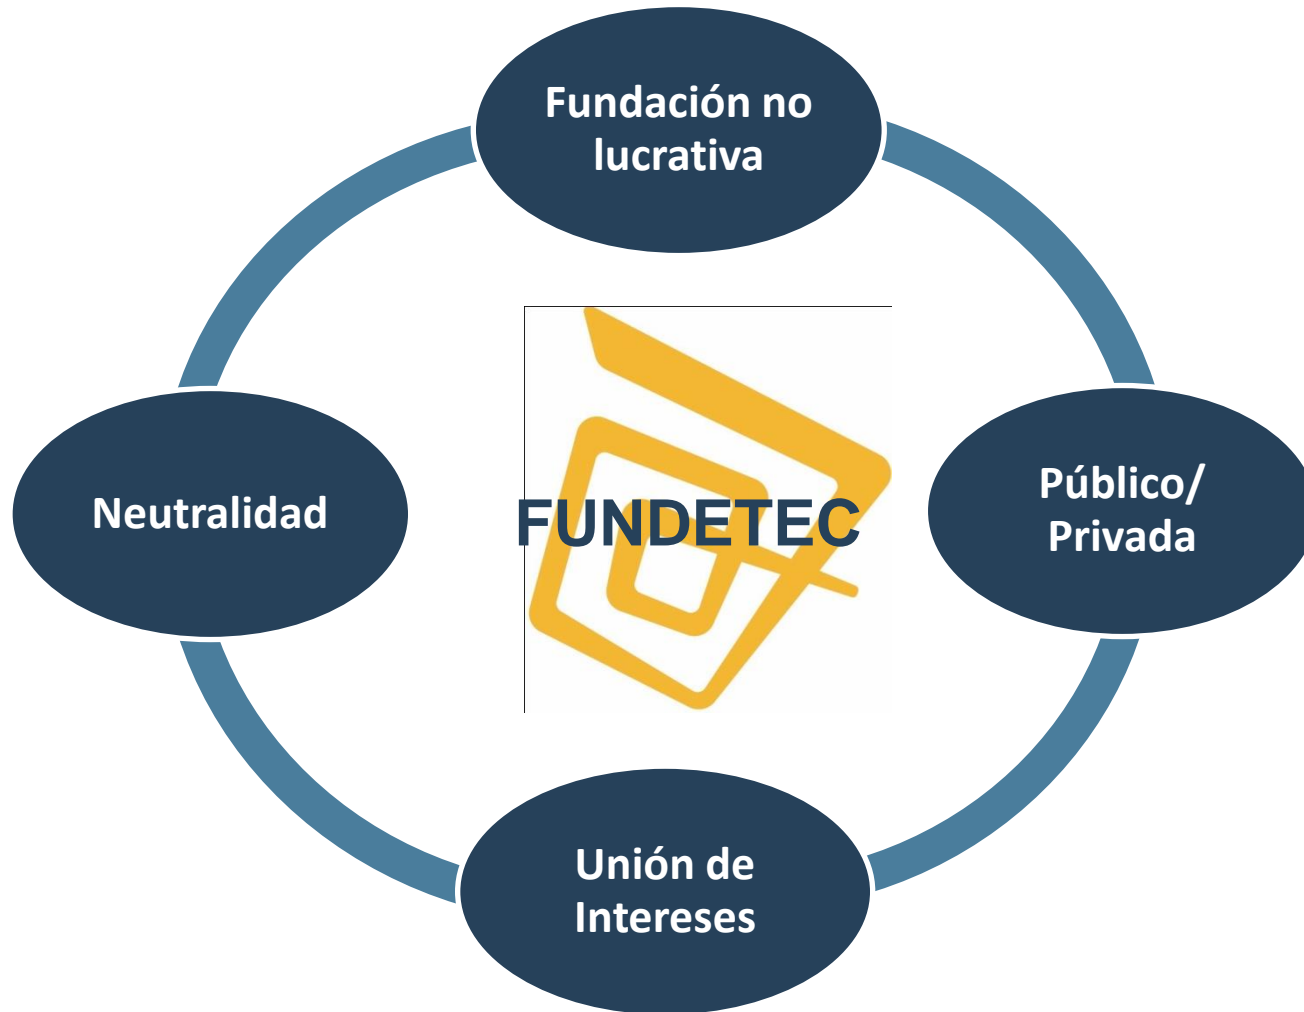 Fundación no
lucrativa
Neutralidad
FUNDETEC
Público/
Privada
Unión de
Intereses